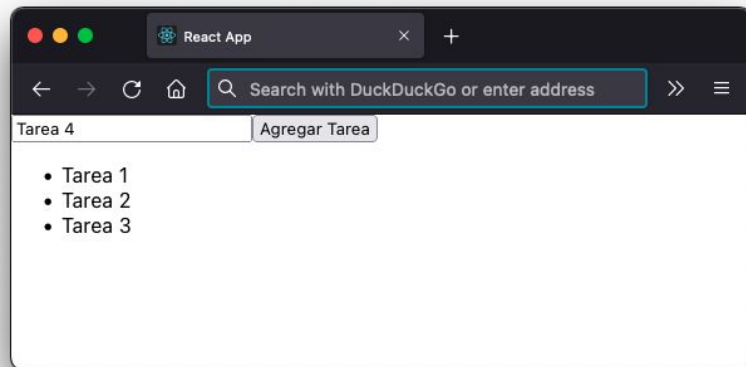 React App
Search with DuckDuckGo or enter address
Tarea 4 Agregar Tarea
Tarea 1
Tarea 2
Tarea 3